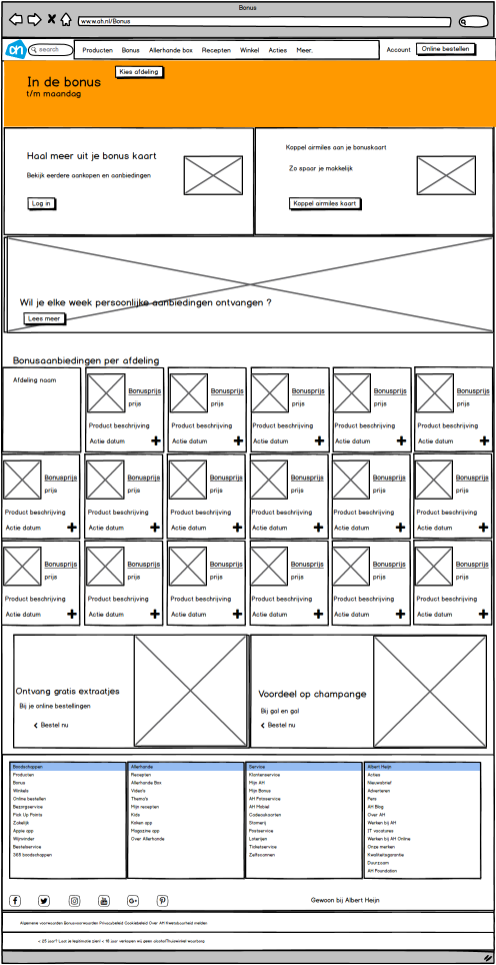 Bonus
www.ah.nl/Bonus
ah
search
Producten Bonus Allerhande box Recepten Winkel Acties Meer.
Account
Online bestellen
Kies afdeling
In de bonus
t/m maandag
Haal meer uit je bonus kaart
Bekijk eerdere aankopen en aanbiedingen
Log in
Koppel airmiles aan je bonuskaart
Zo spaar je makkelijk
Koppel airmiles kaart
Wil je elke week persoonlijke aanbiedingen ontvangen ?
Lees meer
Bonusaanbiedingen per afdeling
Afdeling naam
Bonusprijs Bonusprijs Bonusprijs Bonusprijs Bonusprijs
prijs prijs prijs prijs prijs
Product beschrijving Product beschrijving Product beschrijving Product beschrijving Product beschrijving
Actie datum Actie datum Actie datum Actie datum Actie datum
Bonusprijs Bonusprijs Bonusprijs Bonusprijs Bonusprijs Bonusprijs
prijs prijs prijs prijs prijs prijs
Product beschrijving Product beschrijving Product beschrijving Product beschrijving Product beschrijving Product beschrijving
Actie datum Actie datum Actie datum Actie datum Actie datum Actie datum
Bonusprijs Bonusprijs Bonusprijs Bonusprijs Bonusprijs Bonusprijs
prijs prijs prijs prijs prijs prijs
Product beschrijving Product beschrijving Product beschrijving Product beschrijving Product beschrijving Product beschrijving
Actie datum Actie datum Actie datum Actie datum Actie datum Actie datum
Ontvang gratis extraatjes
Bij je online bestellingen
Bestel nu
Voordeel op champange
Bij gal en gal
Bestel nu
Boodschappen
Producten
Bonus
Winkels
Online bestellen
Bezorgservice
Pick Up Points
Zakelijk
Appie app
Wijnvinder
Bestelservice
365 boodschappen
Allerhande
Recepten
Allerhande Box
Video's
Thema's
Mijn recepten
Kids
Koken app
Magazine app
Over Allerhande
Service
Klantenservice
Mijn AH
Mijn Bonus
AH Fotoservice
AH Mobiel
Cadeaukaarten
Stomerij
Postservice
Loterijen
Ticketservice
Zelfscannen
Albert Heijn
Acties
Nieuwsbrief
Adverteren
Pers
AH Blog
Over AH
Werken bij AH
IT vacatures
Werken bij AH Online
Onze merken
Kwaliteitsgarantie
Duurzaam
AH Foundation
Gewoon bij Albert Heijn
Algemene voorwaarden Bonusvoorwaarden Privacybeleid Cookiebeleid Over AH Kwetsbaarheid melden
< 25 jaar? Laat je legitimatie zien! < 18 jaar verkopen wij geen alcohol